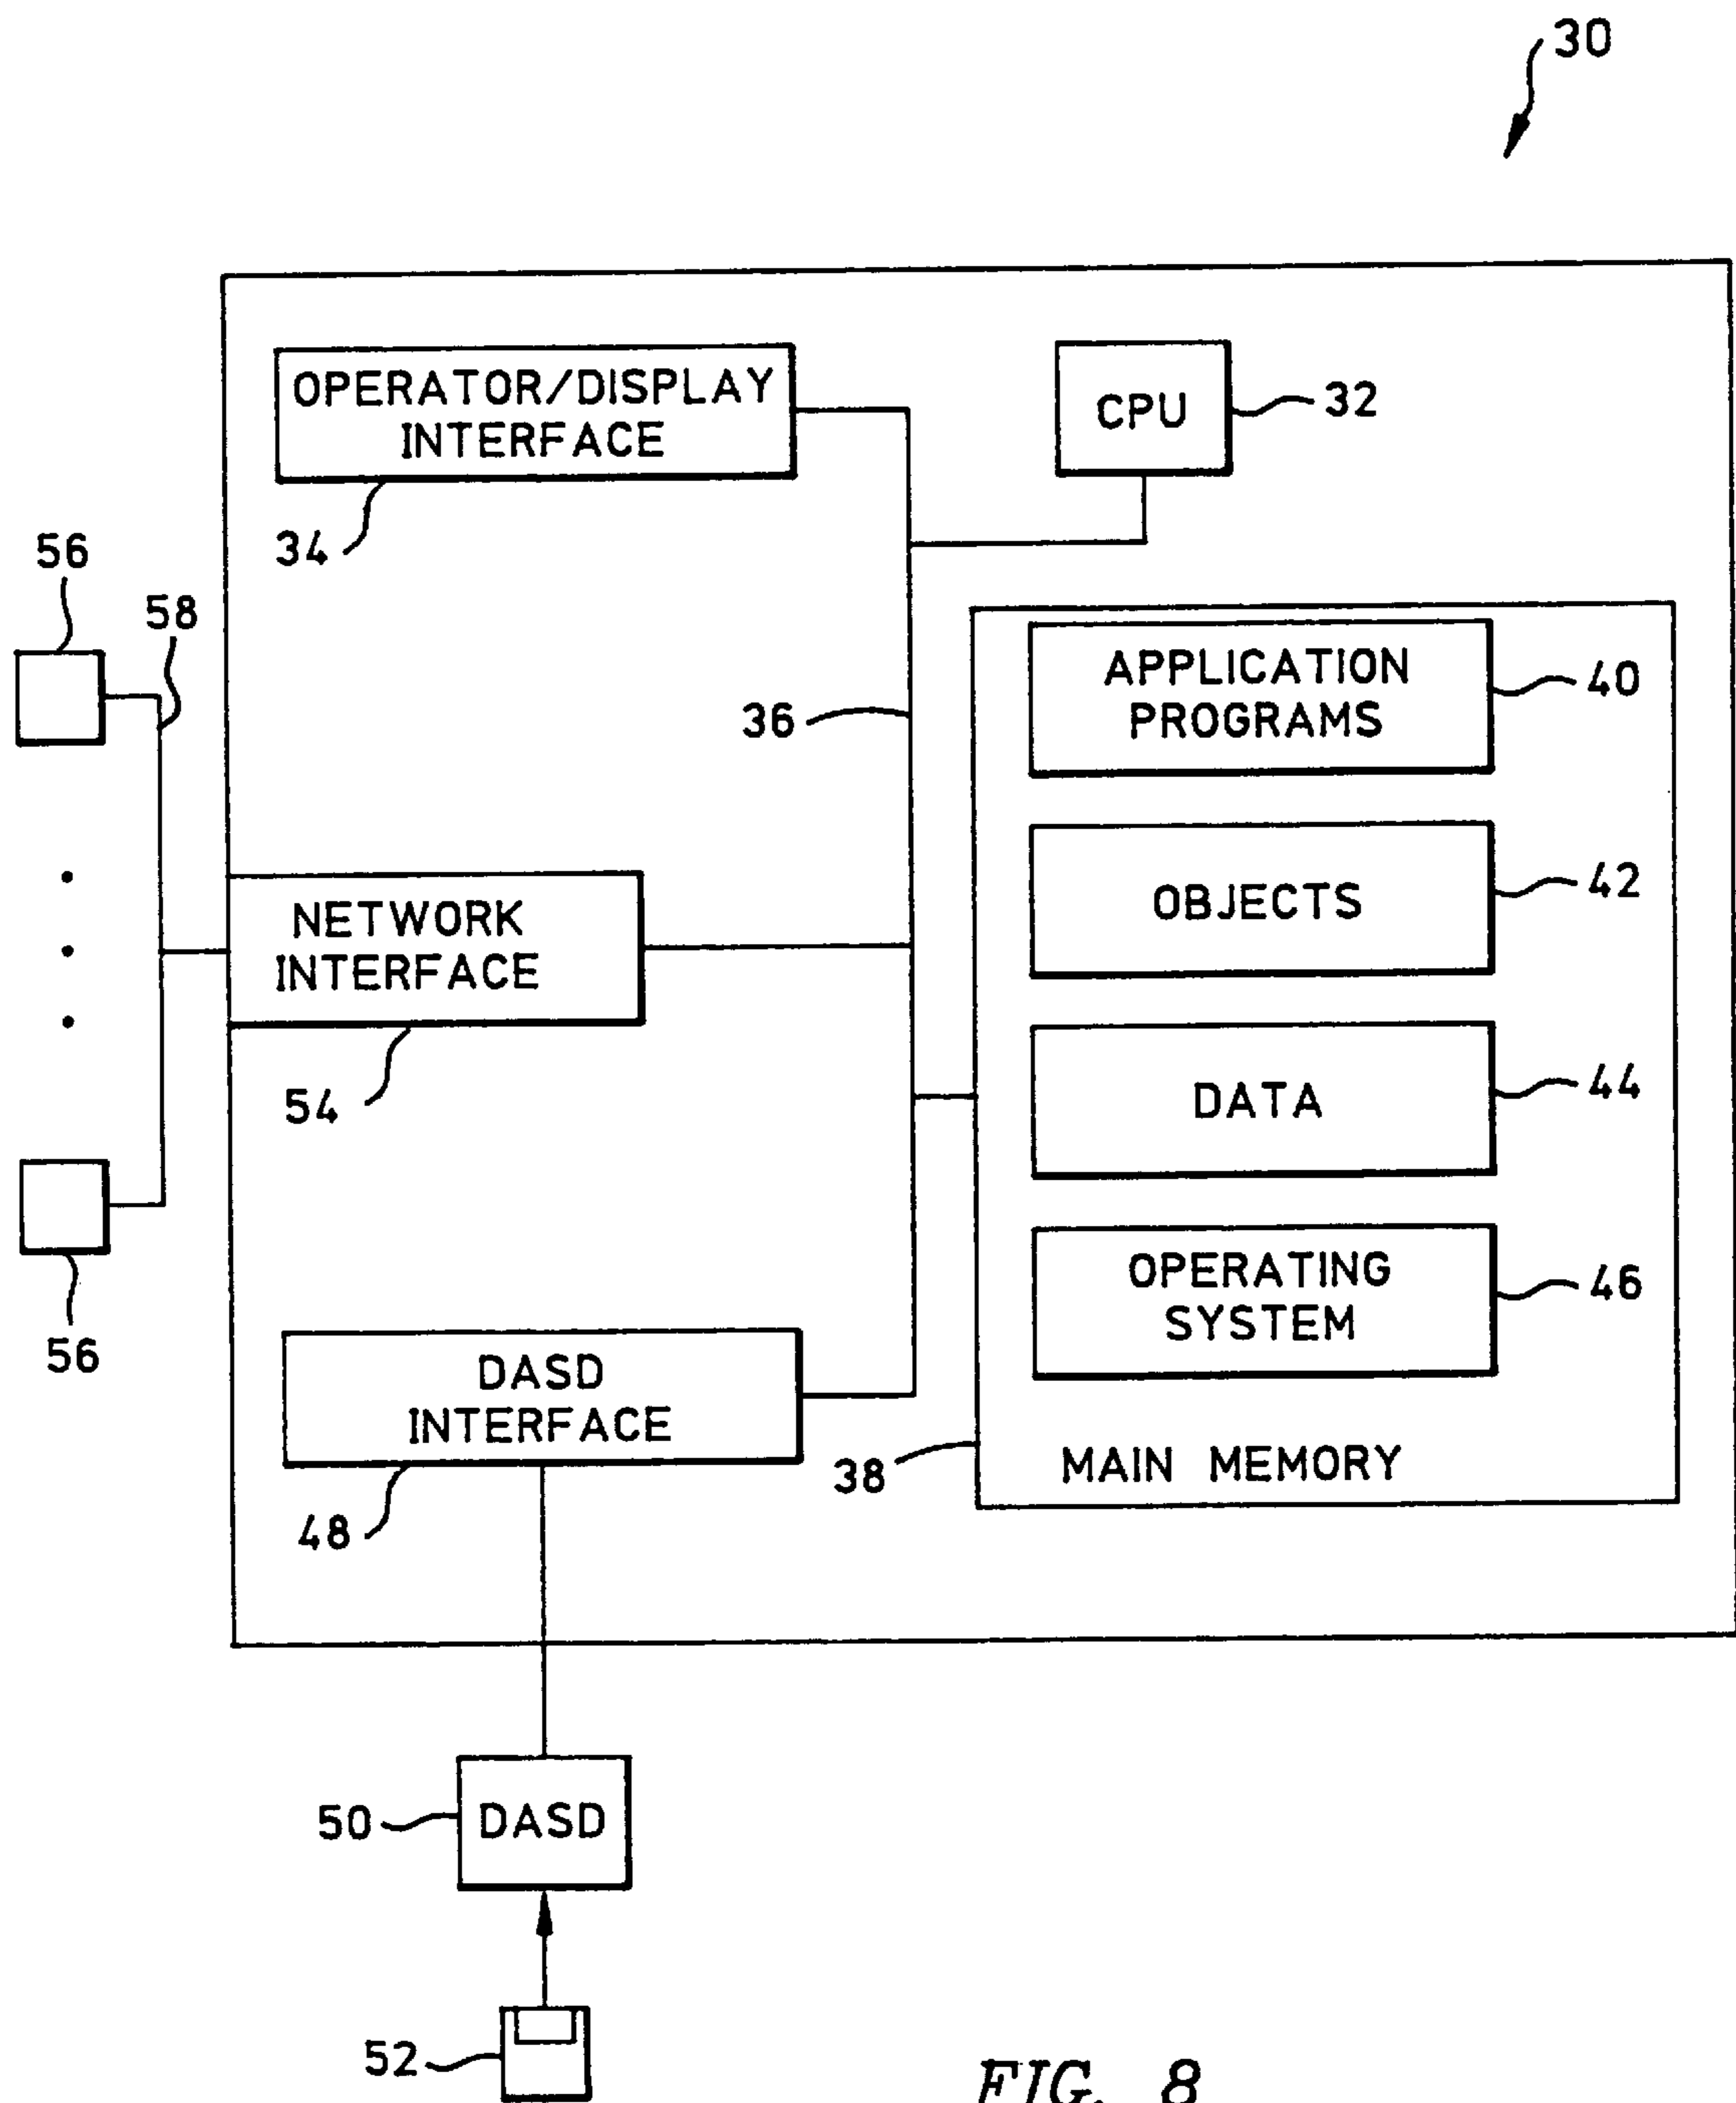 30
OPERATOR/DISPLAY
INTERFACE
34
CPU
32
56
58
36
APPLICATION
PROGRAMS
40
OBJECTS
42
NETWORK
INTERFACE
54
DATA
44
56
OPERATING
SYSTEM
46
DASD
INTERFACE
48
38
MAIN MEMORY
50
DASD
52
FIG. 8